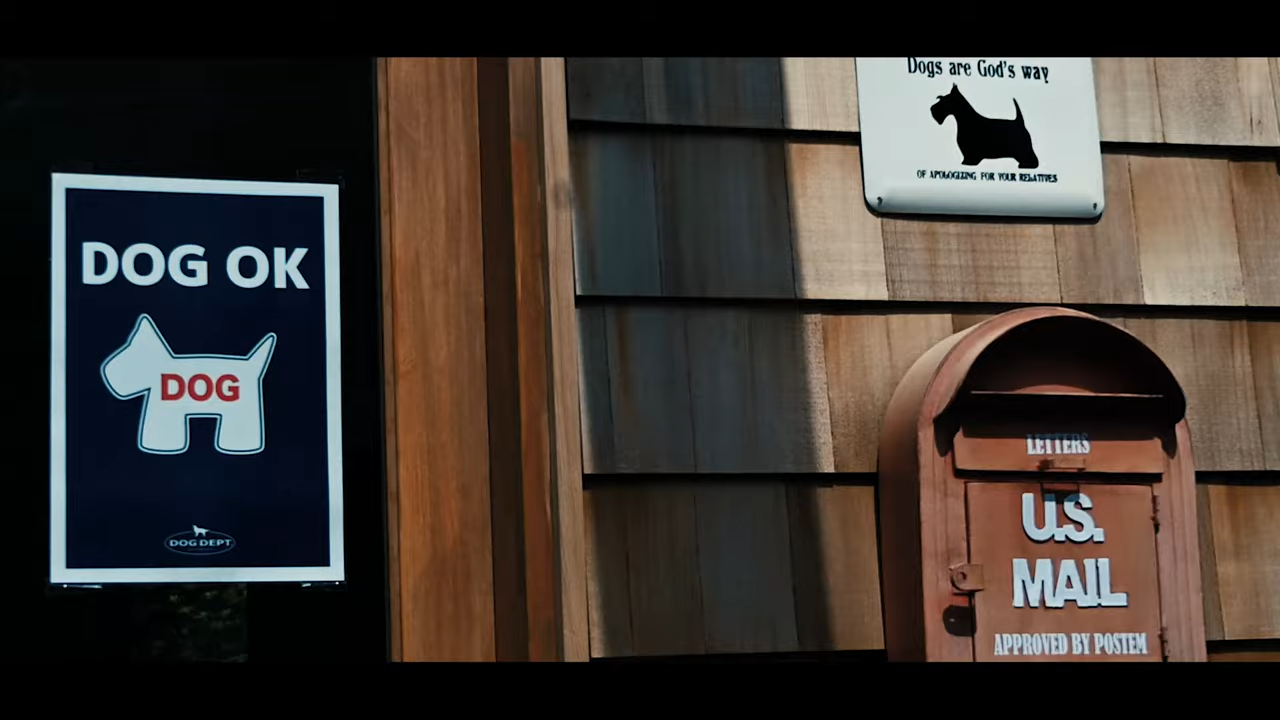 DOG OK
DOG
DOG DEPT
Dogs are God's way
OF APOLOGIZING FOR YOUR RELATIVES
LETTERS
U.S.
MAIL
APPROVED BY POSTEM